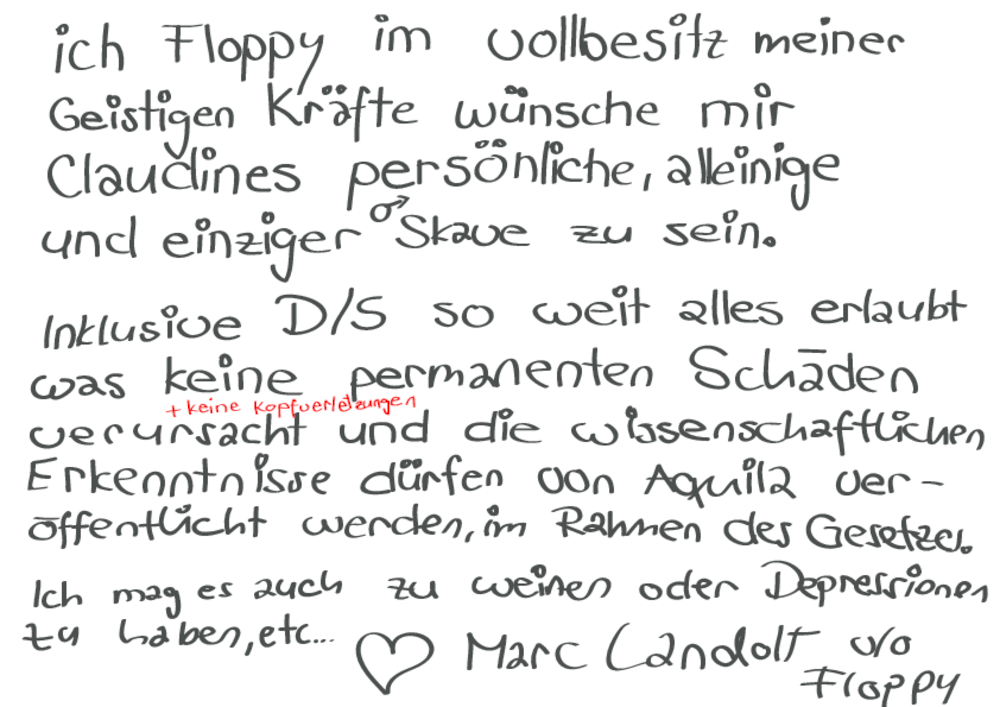 ich Floppy im Vollbesitz meiner
Geistigen Kräfte wünsche mir
Claudines persönliche, alleinige
und einziger ♂ Skave zu sein.
Inklusive D/S so weit alles erlaubt
was keine permanenten Schäden
+ keine Kopfverletzungen
verursacht und die wissenschaftlichen
Erkenntnisse dürfen von Aquila ver-
öffentlicht werden, im Rahmen des Gesetzes.
Ich mag es auch zu weinen oder Depressionen
zu haben, etc...
♡ Marc Landolt v/o
Floppy